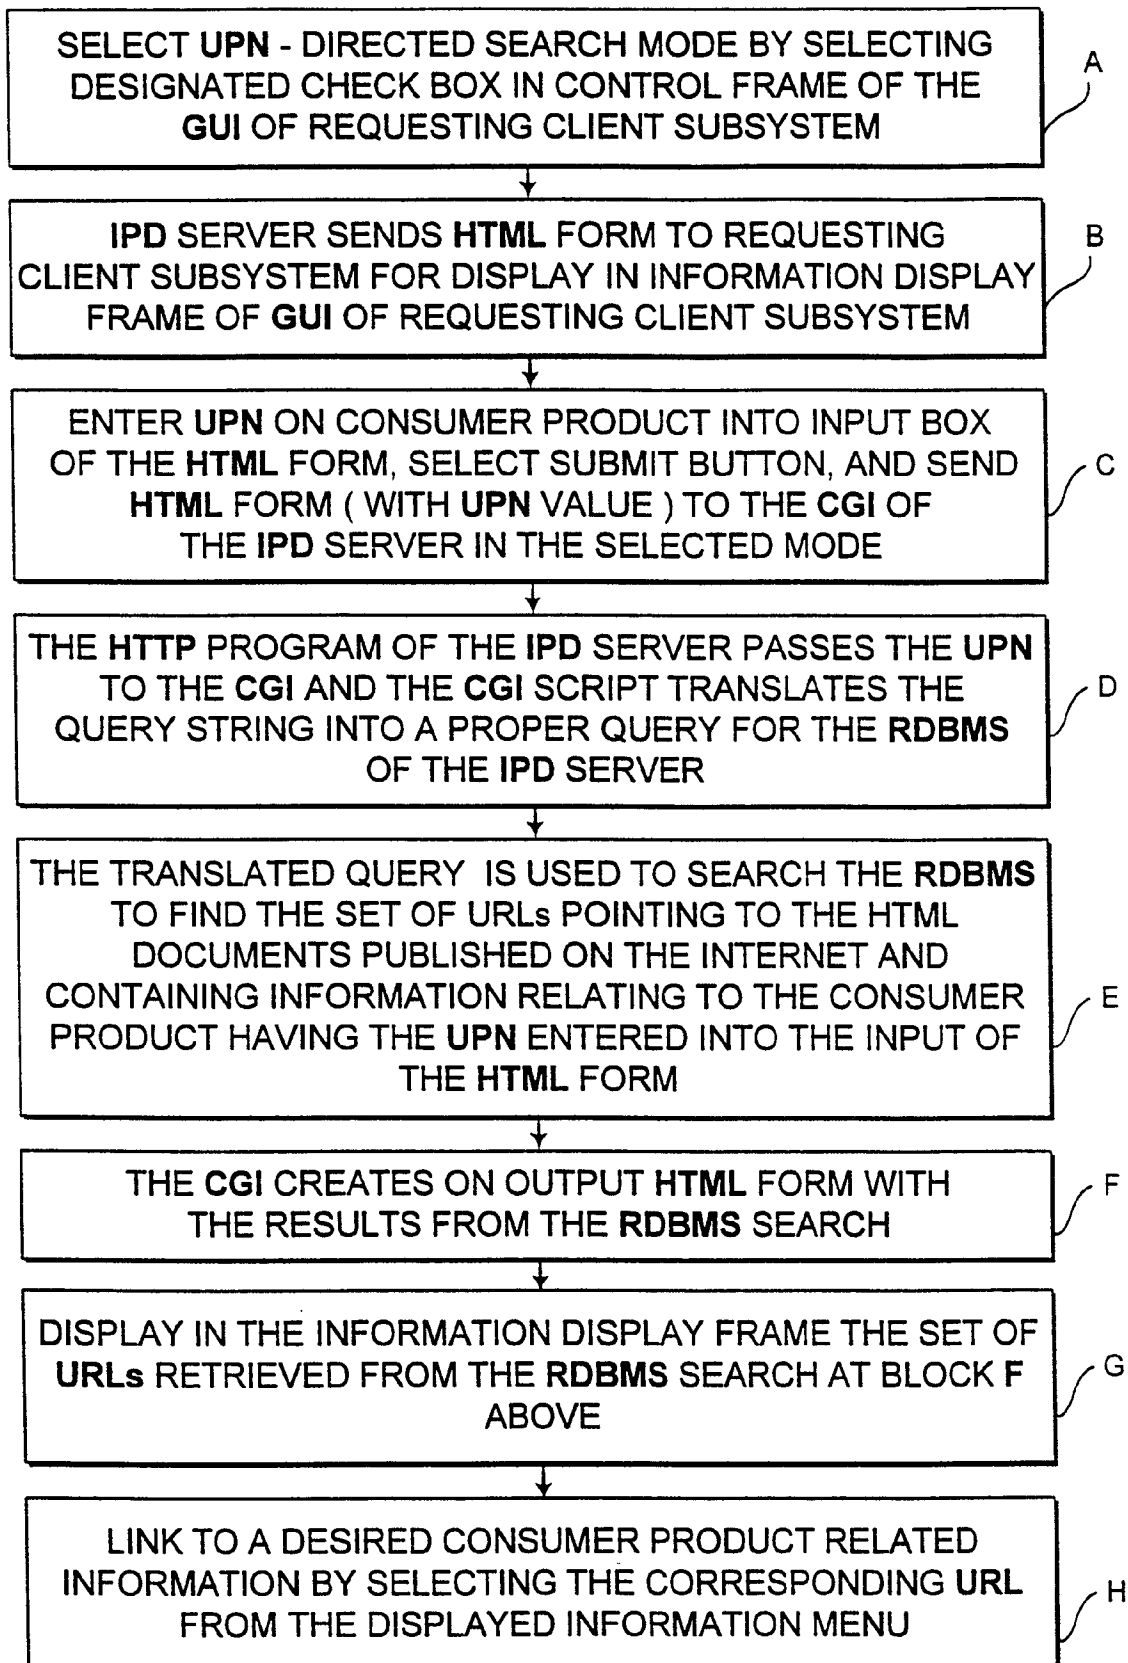 SELECT UPN - DIRECTED SEARCH MODE BY SELECTING
DESIGNATED CHECK BOX IN CONTROL FRAME OF THE
GUI OF REQUESTING CLIENT SUBSYSTEM
A
IPD SERVER SENDS HTML FORM TO REQUESTING
CLIENT SUBSYSTEM FOR DISPLAY IN INFORMATION DISPLAY
FRAME OF GUI OF REQUESTING CLIENT SUBSYSTEM
B
ENTER UPN ON CONSUMER PRODUCT INTO INPUT BOX
OF THE HTML FORM, SELECT SUBMIT BUTTON, AND SEND
HTML FORM ( WITH UPN VALUE ) TO THE CGI OF
THE IPD SERVER IN THE SELECTED MODE
C
THE HTTP PROGRAM OF THE IPD SERVER PASSES THE UPN
TO THE CGI AND THE CGI SCRIPT TRANSLATES THE
QUERY STRING INTO A PROPER QUERY FOR THE RDBMS
OF THE IPD SERVER
D
THE TRANSLATED QUERY IS USED TO SEARCH THE RDBMS
TO FIND THE SET OF URLs POINTING TO THE HTML
DOCUMENTS PUBLISHED ON THE INTERNET AND
CONTAINING INFORMATION RELATING TO THE CONSUMER
PRODUCT HAVING THE UPN ENTERED INTO THE INPUT OF
THE HTML FORM
E
THE CGI CREATES ON OUTPUT HTML FORM WITH
THE RESULTS FROM THE RDBMS SEARCH
F
DISPLAY IN THE INFORMATION DISPLAY FRAME THE SET OF
URLs RETRIEVED FROM THE RDBMS SEARCH AT BLOCK F
ABOVE
G
LINK TO A DESIRED CONSUMER PRODUCT RELATED
INFORMATION BY SELECTING THE CORRESPONDING URL
FROM THE DISPLAYED INFORMATION MENU
H